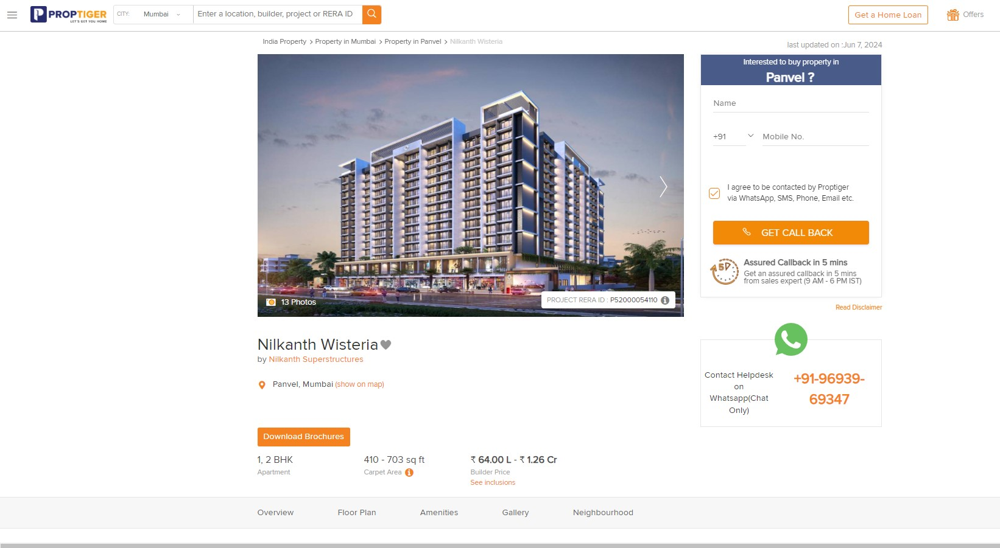 PROPTIGER
LET'S GET YOU HOME
CITY:
Mumbai
Enter a location, builder, project or RERA ID
Get a Home Loan
Offers
India Property
Property in Mumbai
Property in Panvel
Nilkanth Wisteria
last updated on :Jun 7, 2024
13 Photos
PROJECT RERA ID : P52000054110
Interested to buy property in
Panvel ?
Name
+91
Mobile No.
I agree to be contacted by Proptiger
via WhatsApp, SMS, Phone, Email etc.
GET CALL BACK
5
Assured Callback in 5 mins
Get an assured callback in 5 mins
from sales expert (9 AM - 6 PM IST)
Read Disclaimer
Contact Helpdesk
on
Whatsapp(Chat
Only)
+91-96939-
69347
Nilkanth Wisteria
by Nilkanth Superstructures
Panvel, Mumbai (show on map)
Download Brochures
1, 2 BHK
Apartment
410 - 703 sq ft
Carpet Area
₹ 64.00 L - ₹ 1.26 Cr
Builder Price
See inclusions
Overview
Floor Plan
Amenities
Gallery
Neighbourhood